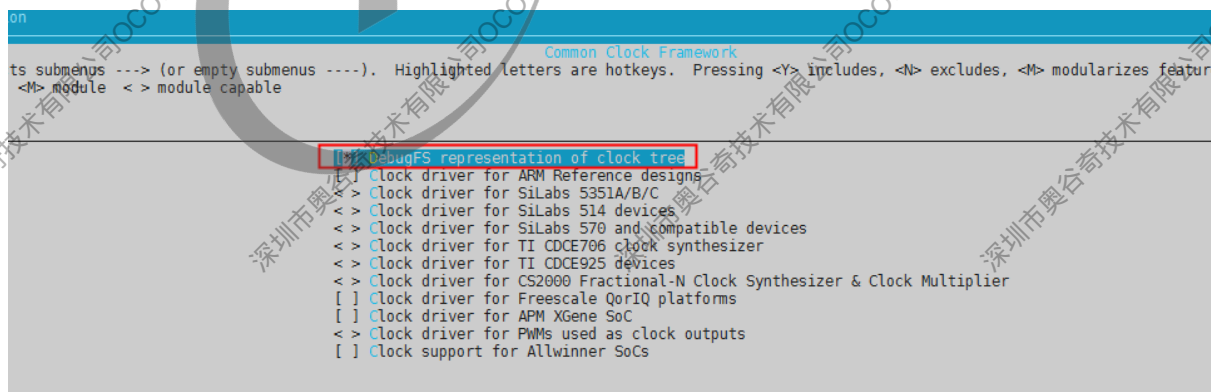 on
Common Clock Framework
ts submenus ---> (or empty submenus ----).  Highlighted letters are hotkeys.  Pressing <Y> includes, <N> excludes, <M> modularizes featur
<M> module  < > module capable
[*] DebugFS representation of clock tree
[ ] Clock driver for ARM Reference designs
< > Clock driver for SiLabs 5351A/B/C
< > Clock driver for SiLabs 514 devices
< > Clock driver for SiLabs 570 and compatible devices
< > Clock driver for TI CDCE706 clock synthesizer
< > Clock driver for TI CDCE925 devices
< > Clock driver for CS2000 Fractional-N Clock Synthesizer & Clock Multiplier
[ ] Clock driver for Freescale QorIQ platforms
[ ] Clock driver for APM XGene SoC
< > Clock driver for PWMs used as clock outputs
[ ] Clock support for Allwinner SoCs
深圳市奥谷奇技术有限公司OCO
深圳市奥谷奇技术有限公司OCO